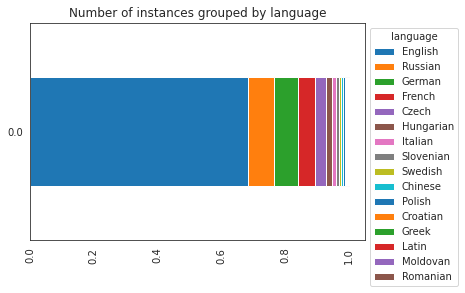 Number of instances grouped by language
0.0
0.0
0.2
0.4
0.6
0.8
1.0
language
English
Russian
German
French
Czech
Hungarian
Italian
Slovenian
Swedish
Chinese
Polish
Croatian
Greek
Latin
Moldovan
Romanian